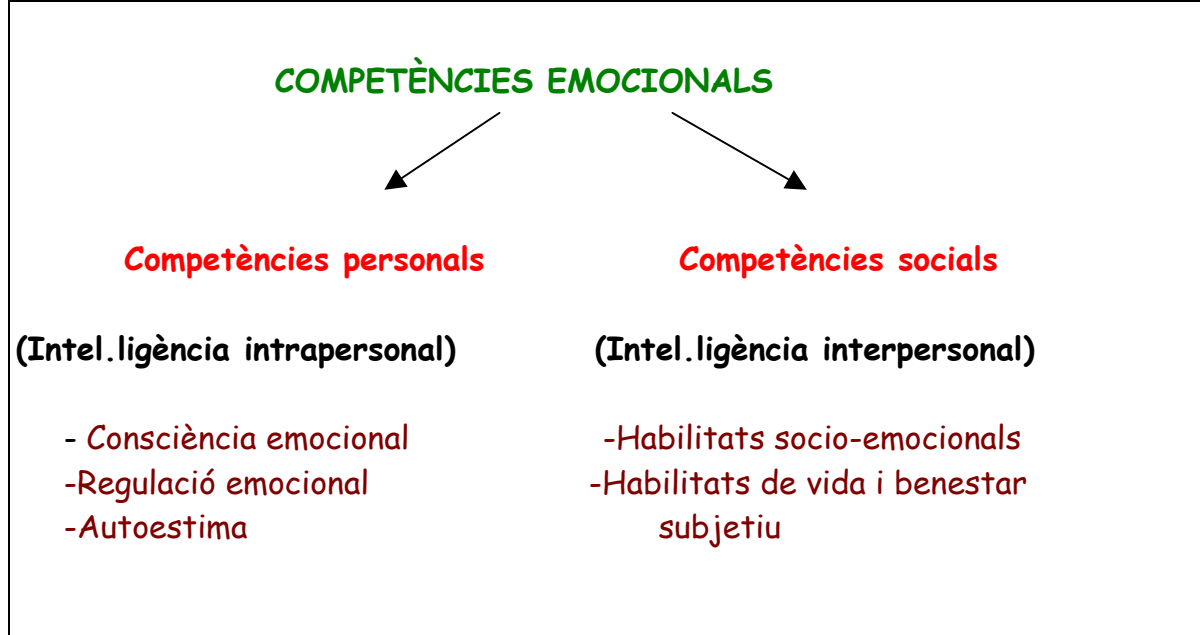 COMPETÈNCIES EMOCIONALS
Competències personals
(Intel.ligència intrapersonal)
- Consciència emocional
-Regulació emocional
-Autoestima
Competències socials
(Intel.ligència interpersonal)
-Habilitats socio-emocionals
-Habilitats de vida i benestar
subjetiu